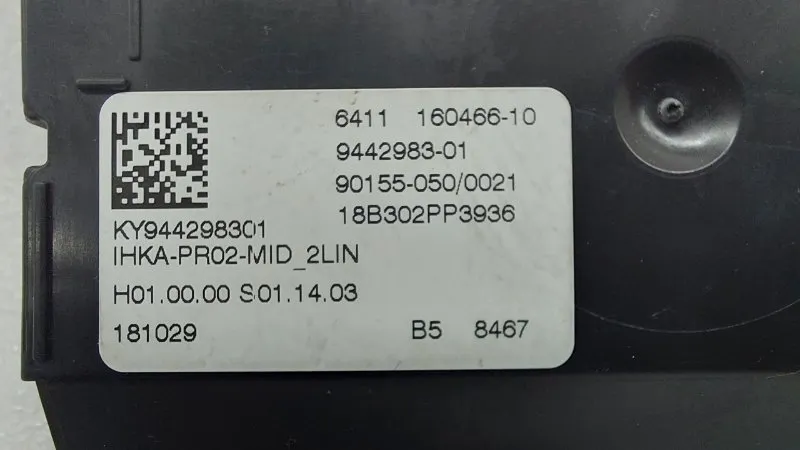 6411 160466-10
9442983-01
90155-050/0021
18B302PP3936
KY944298301
IHKA-PR02-MID_2LIN
H01.00.00 S01.14.03
181029 B5 8467